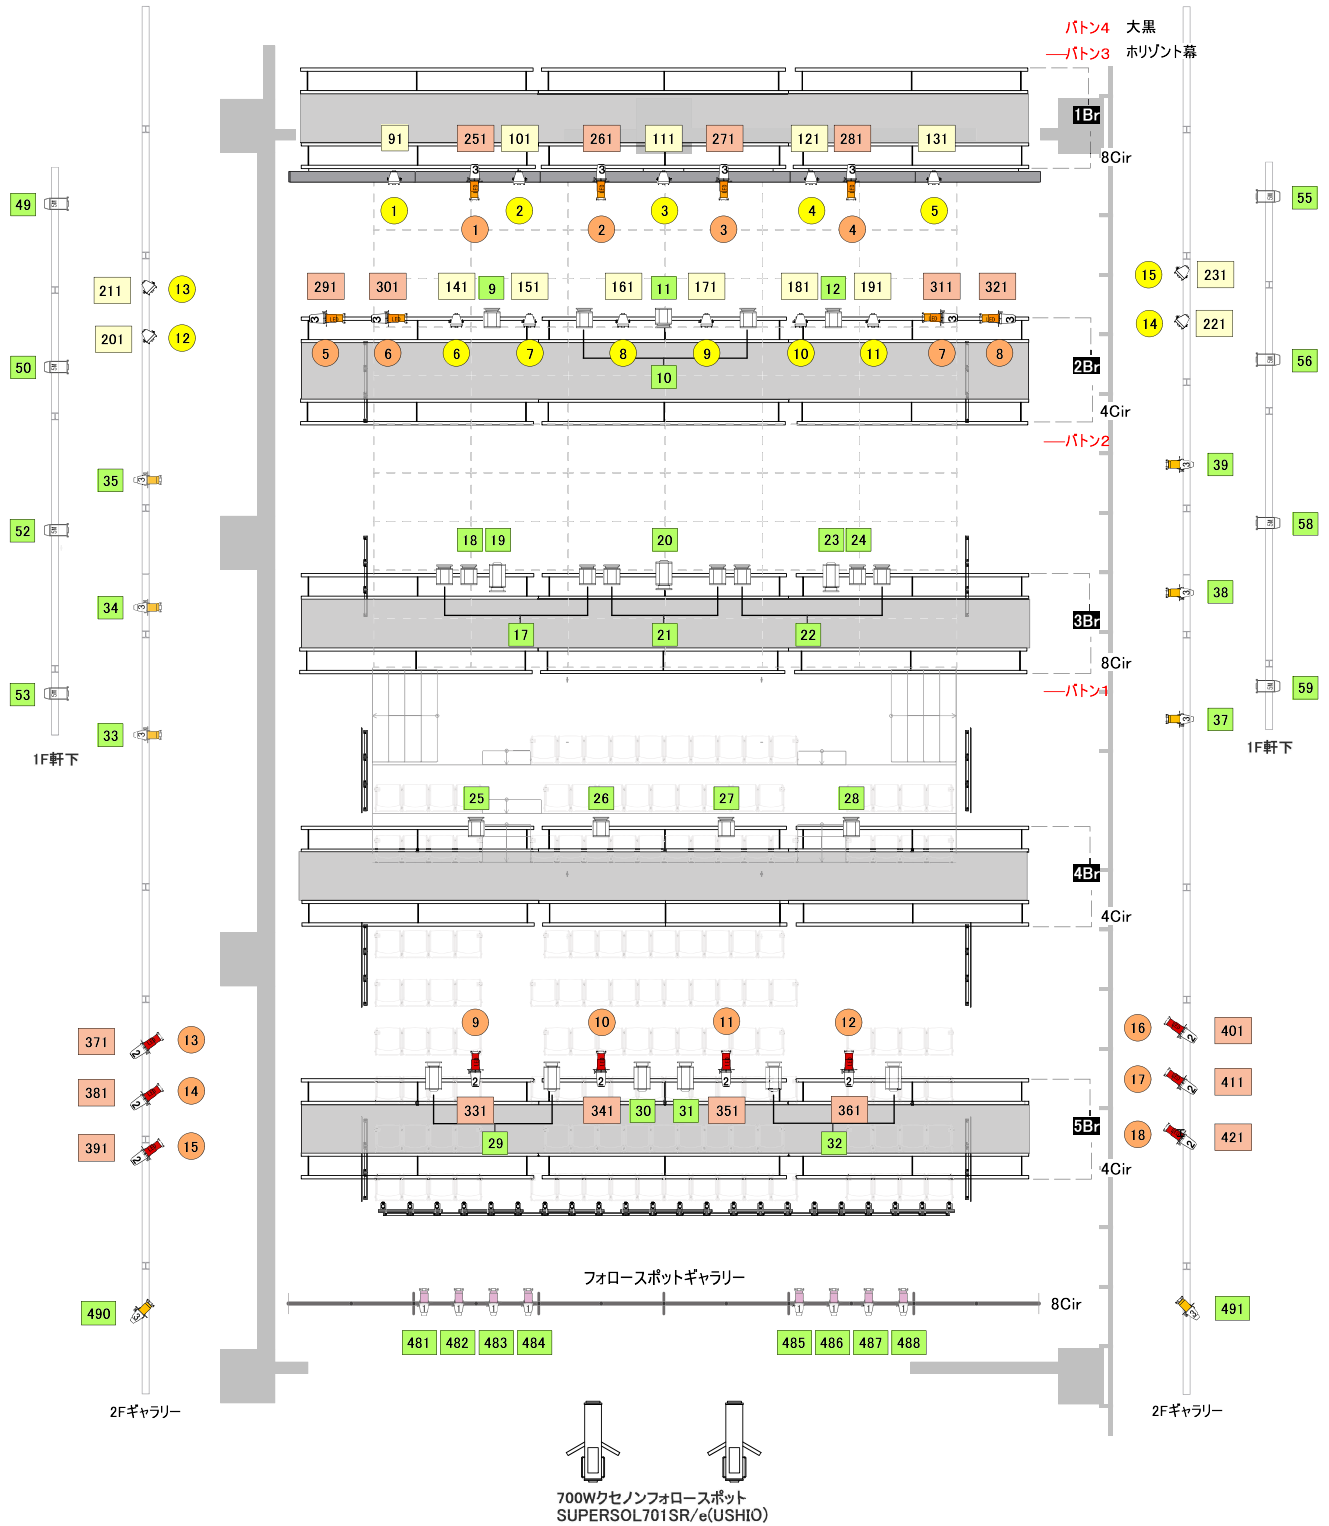 バトン4 大黒
バトン3 ホリゾント幕
1Br
91 251 101 261 111 271 121 281 131
8Cir
3 3 3 3
49 55
1 2 3 4 5
1 2 3 4
211 13 15 231
291 301 141 9 151 161 11 171 181 12 191 311 321
201 12 14 221
5 6 6 7 8 9 10 11 7 8
50 56
2Br
10
4Cir
バトン2
35 39
52 58
18 19 20 23 24
34 38
3Br
17 21 22
8Cir
53 バトン1 59
33 37
1F軒下 1F軒下
25 26 27 28
4Br
4Cir
9 10 11 12
371 13 16 401
381 14 17 411
2 2 2 2
331 341 30 31 351 361
5Br
391 15 18 421
29 32
4Cir
フォロースポットギャラリー
8Cir
490 491
481 482 483 484 485 486 487 488
2Fギャラリー 2Fギャラリー
700Wクセノンフォロースポット
SUPERSOL701SR/e(USHIO)